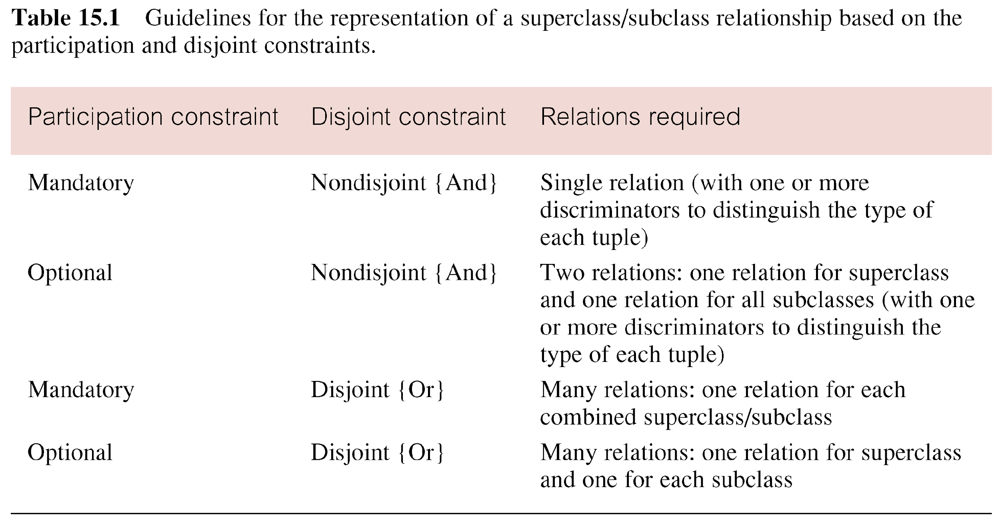 Table 15.1 Guidelines for the representation of a superclass/subclass relationship based on the
participation and disjoint constraints.
Participation constraint Disjoint constraint Relations required
Mandatory Nondisjoint {And} Single relation (with one or more
discriminators to distinguish the type of
each tuple)
Optional Nondisjoint {And} Two relations: one relation for superclass
and one relation for all subclasses (with one
or more discriminators to distinguish the
type of each tuple)
Mandatory Disjoint {Or} Many relations: one relation for each
combined superclass/subclass
Optional Disjoint {Or} Many relations: one relation for superclass
and one for each subclass